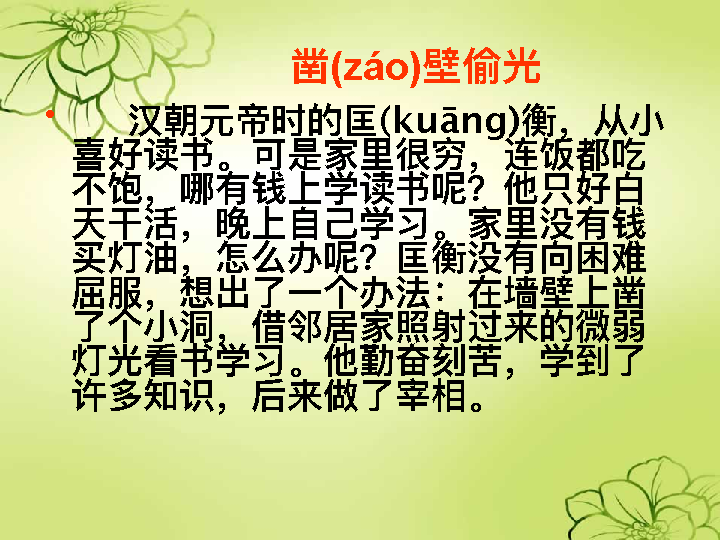 凿(záo)壁偷光
• 汉朝元帝时的匡(kuāng)衡，从小
喜好读书。可是家里很穷，连饭都吃
不饱，哪有钱上学读书呢？他只好白
天干活，晚上自己学习。家里没有钱
买灯油，怎么办呢？匡衡没有向困难
屈服，想出了一个办法：在墙壁上凿
了个小洞，借邻居家照射过来的微弱
灯光看书学习。他勤奋刻苦，学到了
许多知识，后来做了宰相。